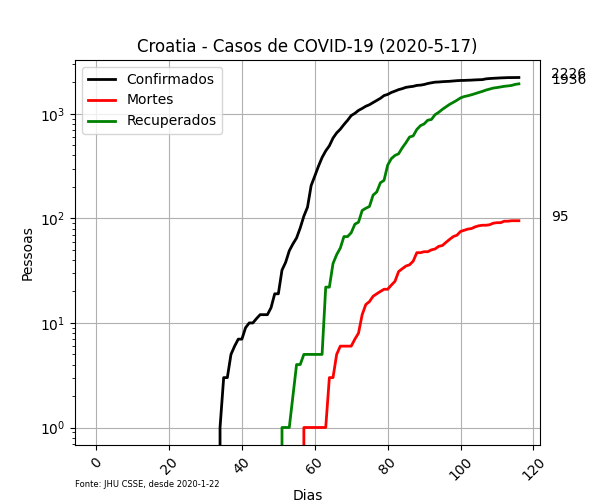 Croatia - Casos de COVID-19 (2020-5-17)
Confirmados
Mortes
Recuperados
2226
1936
95
10³
10²
10¹
10⁰
Pessoas
0
20
40
60
80
100
120
Fonte: JHU CSSE, desde 2020-1-22
Dias